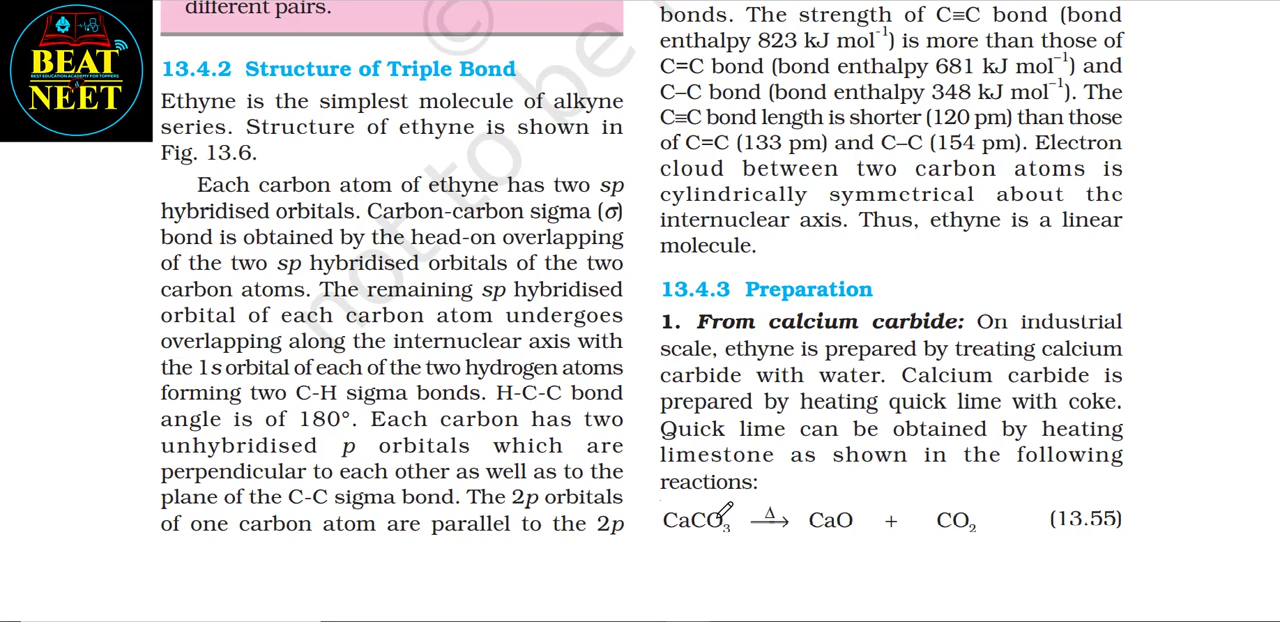 different pairs.
BEAT
BEST EDUCATION ACADEMY FOR TOPPERS
NEET
13.4.2 Structure of Triple Bond
Ethyne is the simplest molecule of alkyne
series. Structure of ethyne is shown in
Fig. 13.6.
Each carbon atom of ethyne has two sp
hybridised orbitals. Carbon-carbon sigma (σ)
bond is obtained by the head-on overlapping
of the two sp hybridised orbitals of the two
carbon atoms. The remaining sp hybridised
orbital of each carbon atom undergoes
overlapping along the internuclear axis with
the 1s orbital of each of the two hydrogen atoms
forming two C-H sigma bonds. H-C-C bond
angle is of 180°. Each carbon has two
unhybridised p orbitals which are
perpendicular to each other as well as to the
plane of the C-C sigma bond. The 2p orbitals
of one carbon atom are parallel to the 2p
bonds. The strength of C≡C bond (bond
enthalpy 823 kJ mol⁻¹) is more than those of
C=C bond (bond enthalpy 681 kJ mol⁻¹) and
C–C bond (bond enthalpy 348 kJ mol⁻¹). The
C≡C bond length is shorter (120 pm) than those
of C=C (133 pm) and C–C (154 pm). Electron
cloud between two carbon atoms is
cylindrically symmetrical about the
internuclear axis. Thus, ethyne is a linear
molecule.
13.4.3 Preparation
1. From calcium carbide: On industrial
scale, ethyne is prepared by treating calcium
carbide with water. Calcium carbide is
prepared by heating quick lime with coke.
Quick lime can be obtained by heating
limestone as shown in the following
reactions:
CaCO₃ —Δ→ CaO + CO₂ (13.55)
© not to be